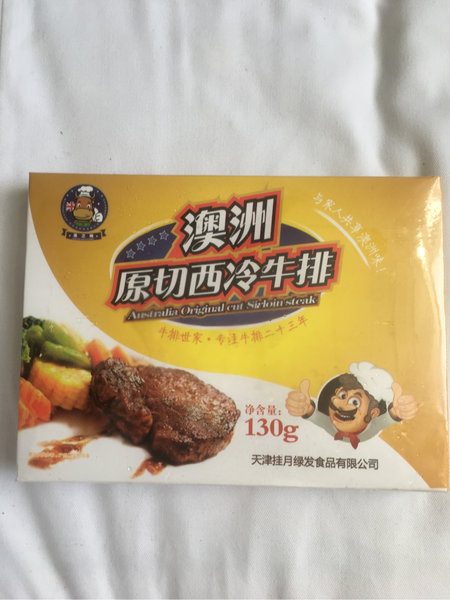 澳洲
原切西冷牛排
Australia Original cut Sirloin steak
与家人共享澳洲味!
牛排世家·专注牛排二十三年
净含量:
130g
天津挂月绿发食品有限公司